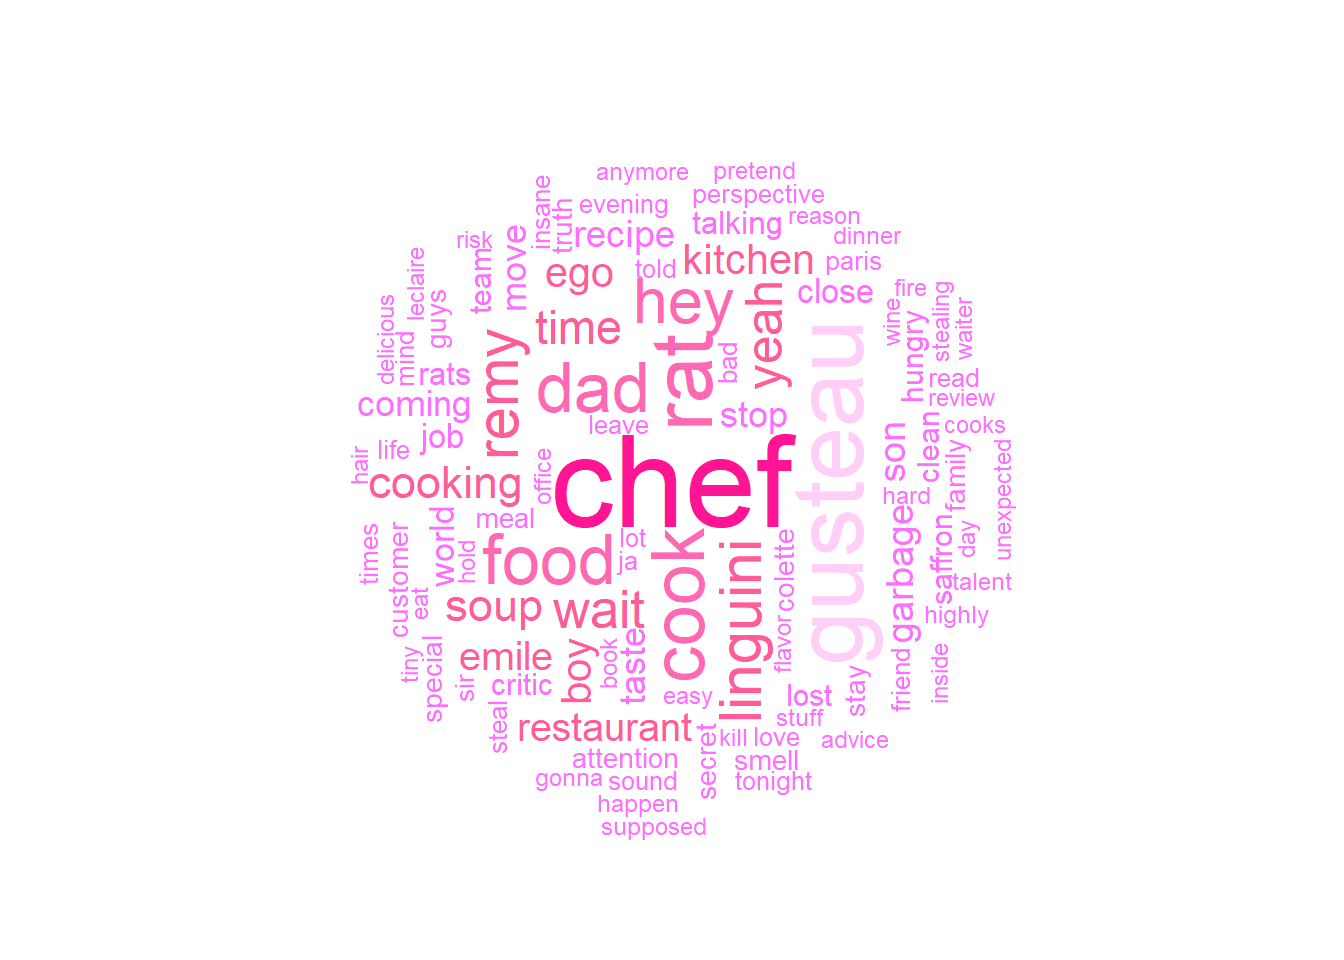 anymore
pretend
insane
truth
evening
perspective
talking
reason
risk
team
move
recipe
told
kitchen
dinner
paris
leclaire
guys
ego
hey
yeah
close
fire
wine
stealing
waiter
delicious
mind
rats
remy
time
rat
bad
gusteau
hungry
read
review
coming
dad
leave
stop
son
clean
cooks
job
life
hair
cooking
office
chef
hard
family
unexpected
times
customer
world
hold
meal
food
lot
ja
cook
linguini
colette
garbage
saffron
day
talent
eat
soup
wait
highly
tiny
special
sir
emile
boy
book
taste
flavor
friend
inside
critic
easy
lost
stay
steal
restaurant
stuff
attention
secret
kill
love
advice
smell
gonna
sound
tonight
happen
supposed